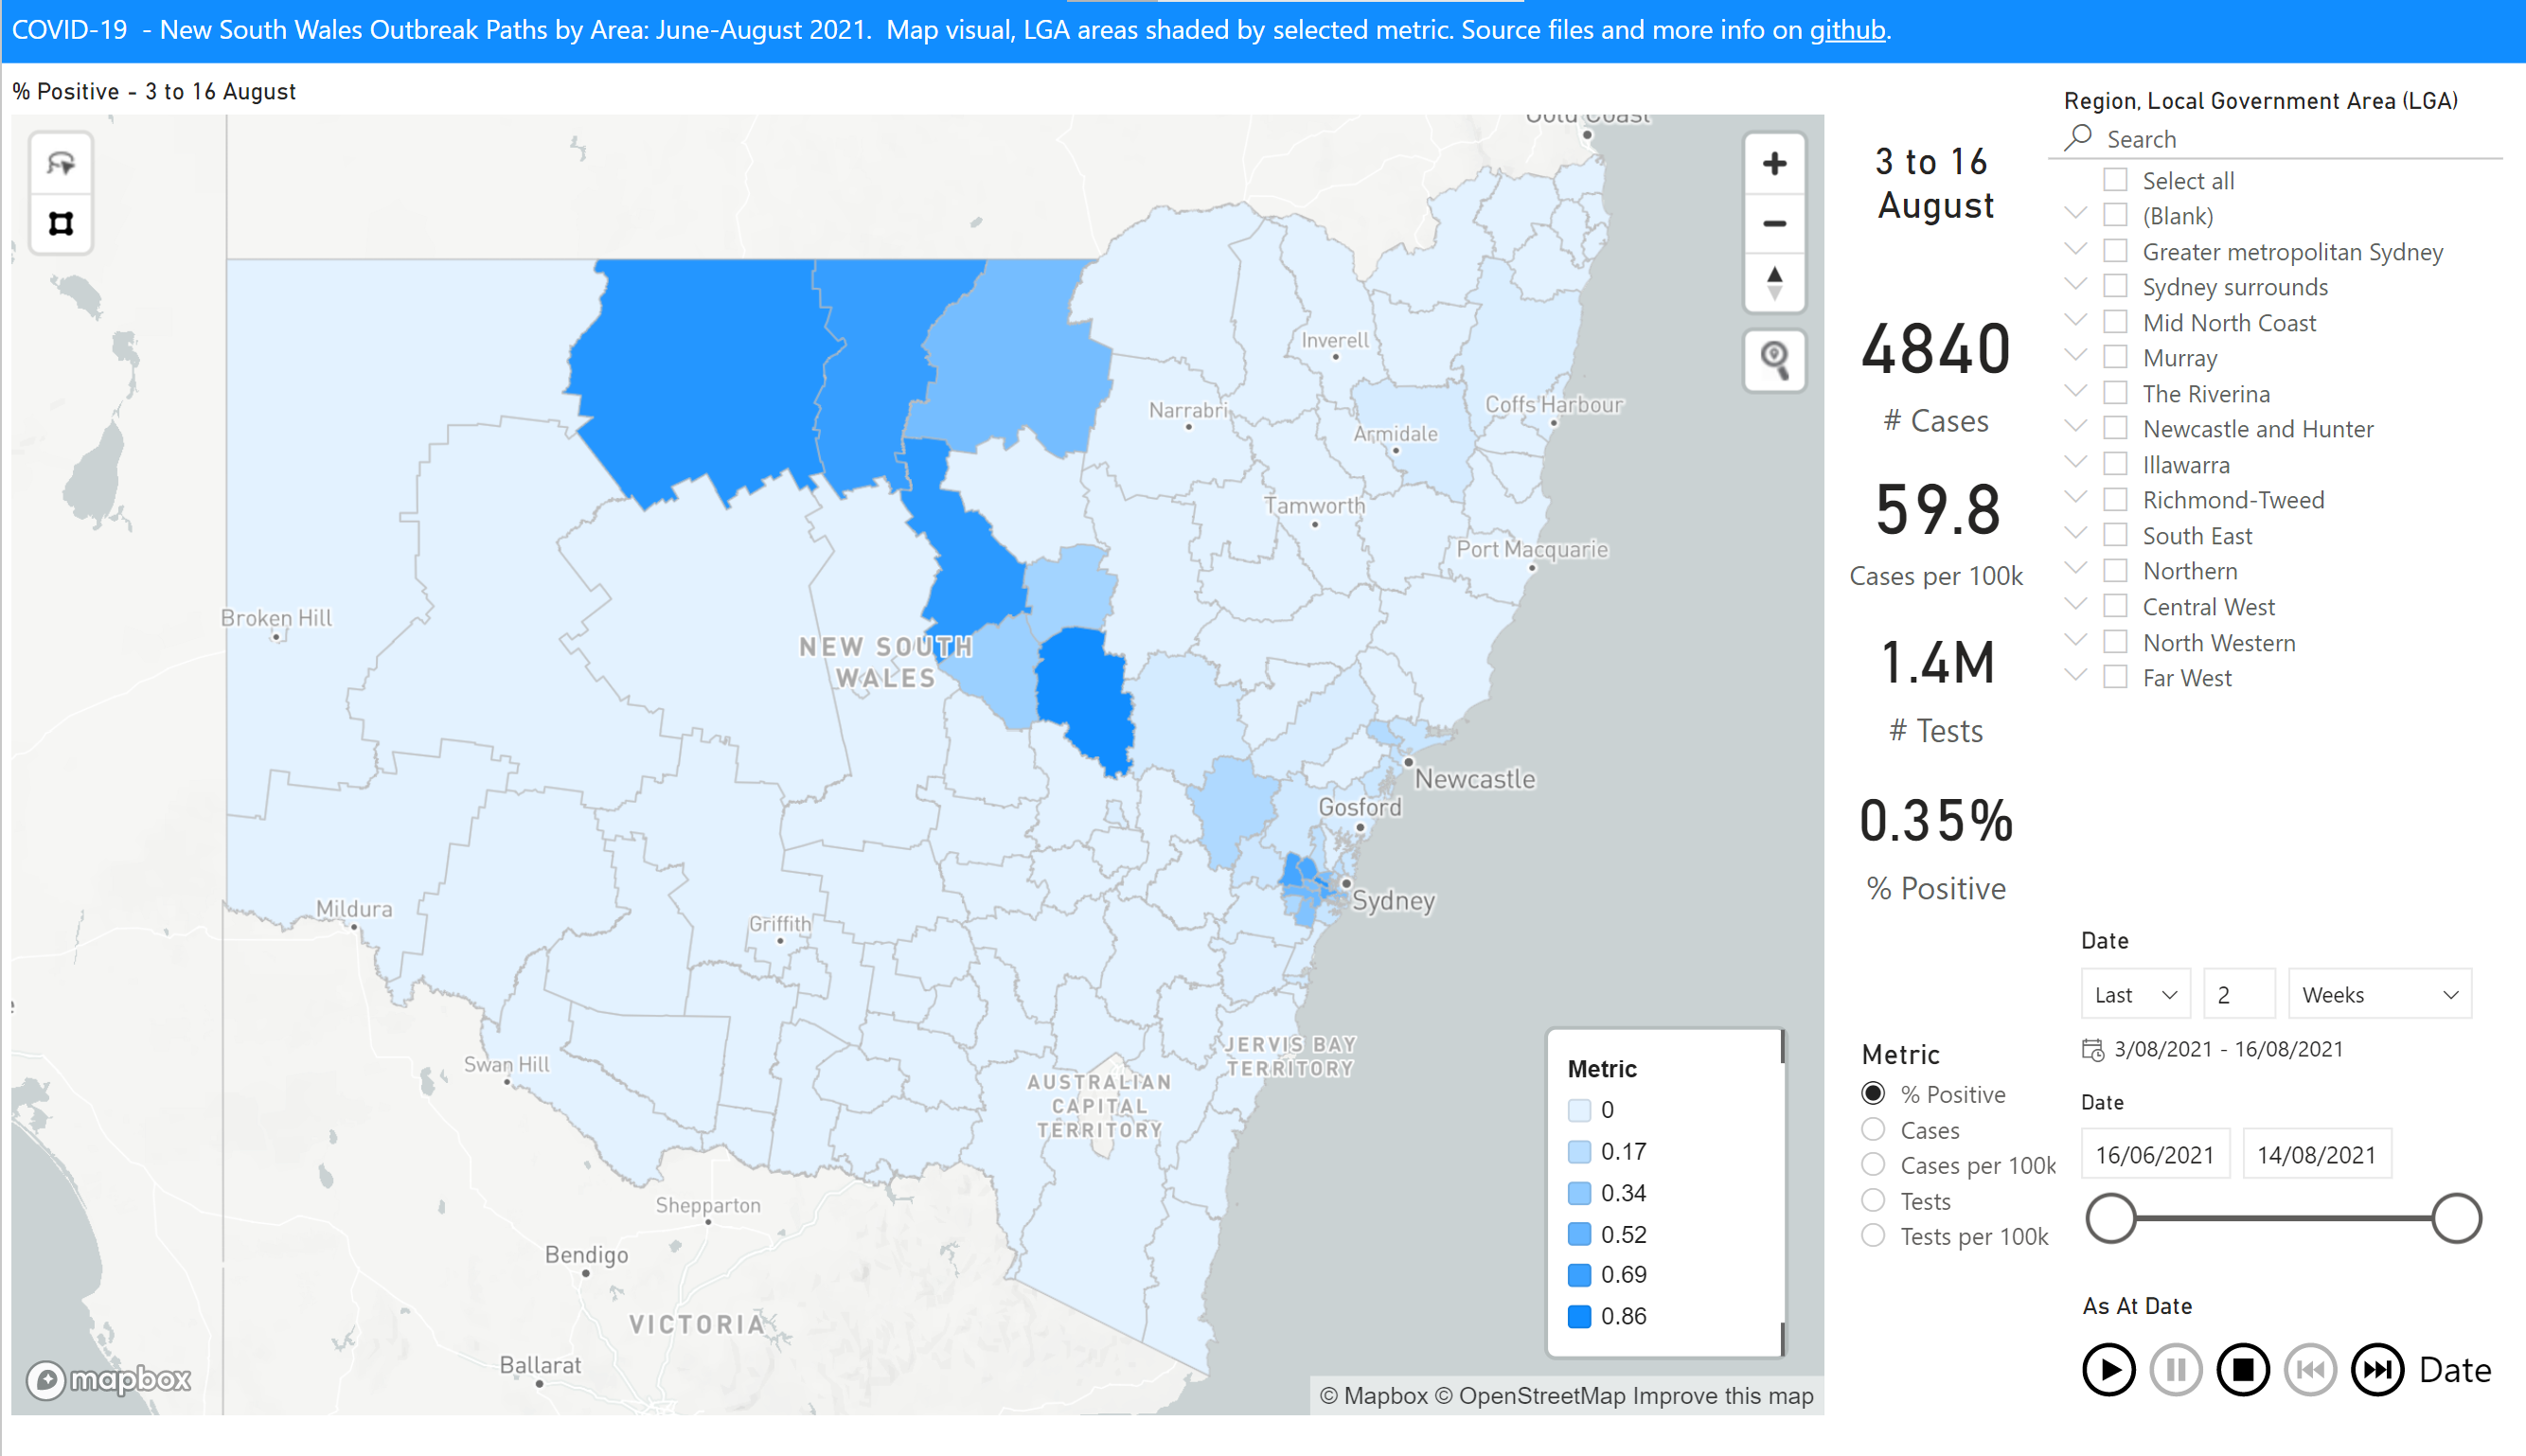 COVID-19 - New South Wales Outbreak Paths by Area: June-August 2021. Map visual, LGA areas shaded by selected metric. Source files and more info on github.
% Positive - 3 to 16 August
Gold Coast
Inverell
Narrabri
Coffs Harbour
Armidale
Tamworth
Port Macquarie
Broken Hill
NEW SOUTH
WALES
Newcastle
Gosford
Sydney
Mildura
Griffith
Swan Hill
JERVIS BAY
TERRITORY
AUSTRALIAN
CAPITAL
TERRITORY
Shepparton
Bendigo
VICTORIA
Ballarat
mapbox
Metric
0
0.17
0.34
0.52
0.69
0.86
© Mapbox © OpenStreetMap Improve this map
3 to 16
August
4840
# Cases
59.8
Cases per 100k
1.4M
# Tests
0.35%
% Positive
Metric
% Positive
Cases
Cases per 100k
Tests
Tests per 100k
Region, Local Government Area (LGA)
Search
Select all
(Blank)
Greater metropolitan Sydney
Sydney surrounds
Mid North Coast
Murray
The Riverina
Newcastle and Hunter
Illawarra
Richmond-Tweed
South East
Northern
Central West
North Western
Far West
Date
Last 2 Weeks
3/08/2021 - 16/08/2021
Date
16/06/2021 14/08/2021
As At Date
Date